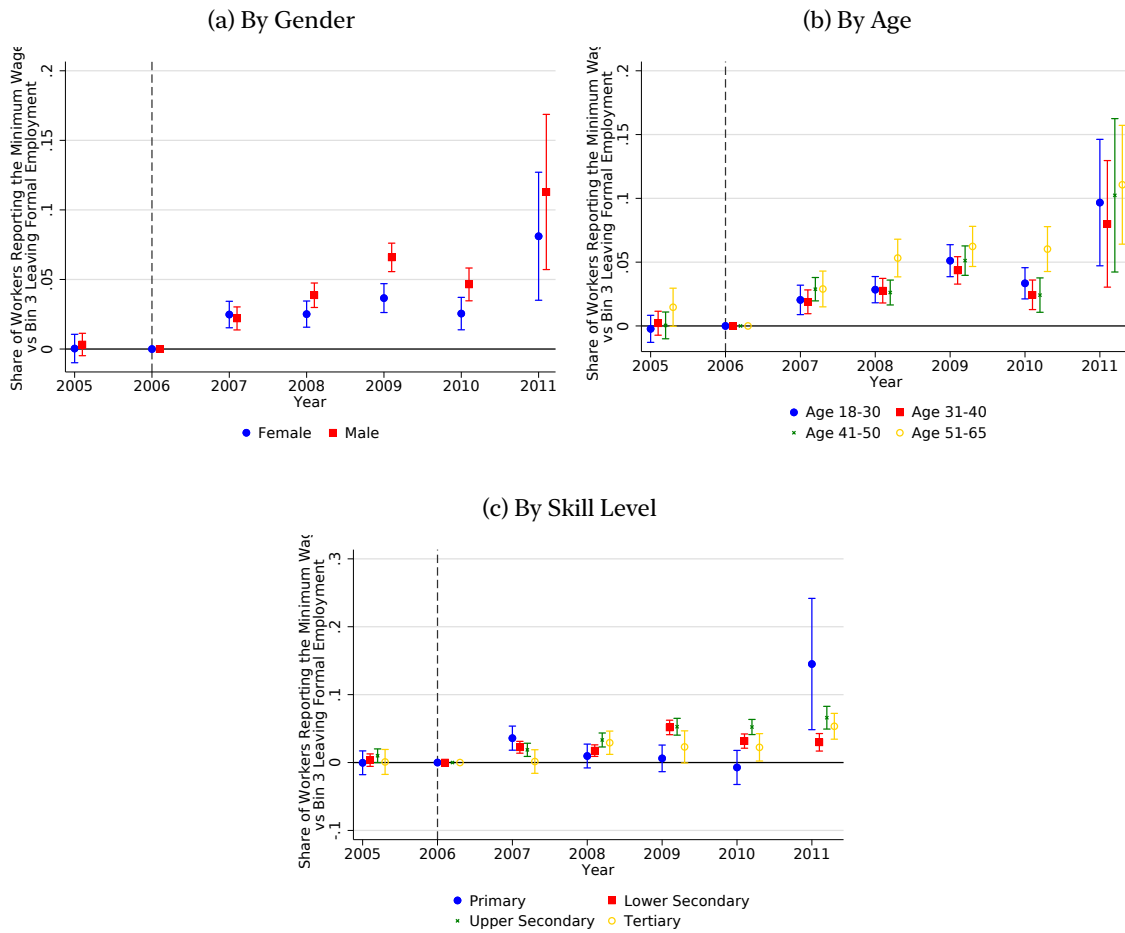 (a) By Gender
Share of Workers Reporting the Minimum Wage
vs Bin 3 Leaving Formal Employment
.2
.15
.1
.05
0
2005 2006 2007 2008 2009 2010 2011
Year
Female Male
(b) By Age
Share of Workers Reporting the Minimum Wage
vs Bin 3 Leaving Formal Employment
.2
.15
.1
.05
0
2005 2006 2007 2008 2009 2010 2011
Year
Age 18-30 Age 31-40
Age 41-50 Age 51-65
(c) By Skill Level
Share of Workers Reporting the Minimum Wag
vs Bin 3 Leaving Formal Employment
.3
.2
.1
0
-.1
2005 2006 2007 2008 2009 2010 2011
Year
Primary Lower Secondary
Upper Secondary Tertiary